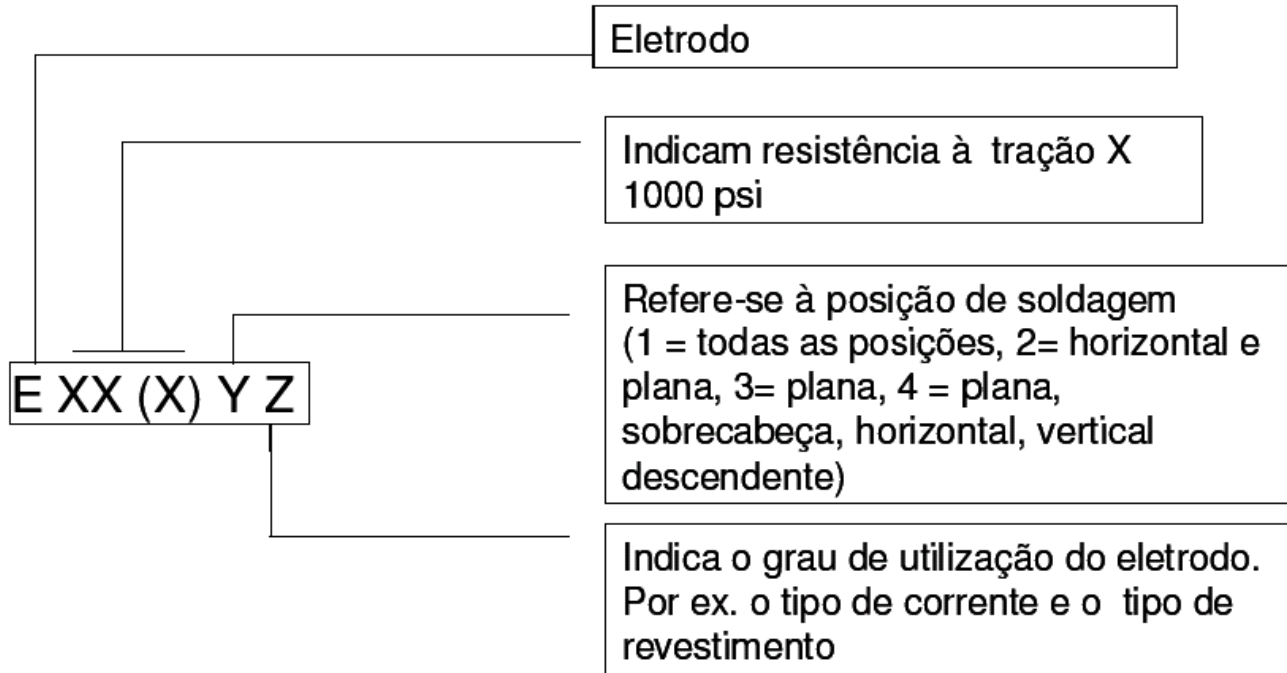 Eletrodo
Indicam resistência à tração X
1000 psi
Refere-se à posição de soldagem
(1 = todas as posições, 2= horizontal e
plana, 3= plana, 4 = plana,
sobrecabeça, horizontal, vertical
descendente)
E XX (X) Y Z
Indica o grau de utilização do eletrodo.
Por ex. o tipo de corrente e o tipo de
revestimento